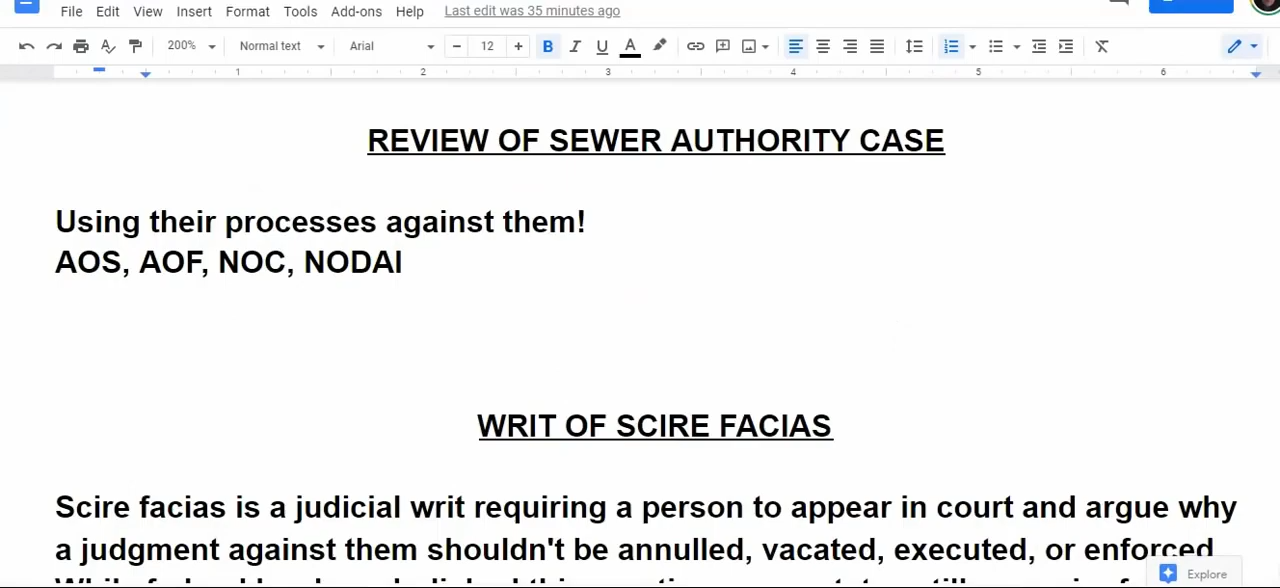 File Edit View Insert Format Tools Add-ons Help Last edit was 35 minutes ago
200% Normal text Arial 12 B I U A
1 2 3 4 5 6
REVIEW OF SEWER AUTHORITY CASE
Using their processes against them!
AOS, AOF, NOC, NODAI
WRIT OF SCIRE FACIAS
Scire facias is a judicial writ requiring a person to appear in court and argue why
a judgment against them shouldn't be annulled, vacated, executed, or enforced
Explore